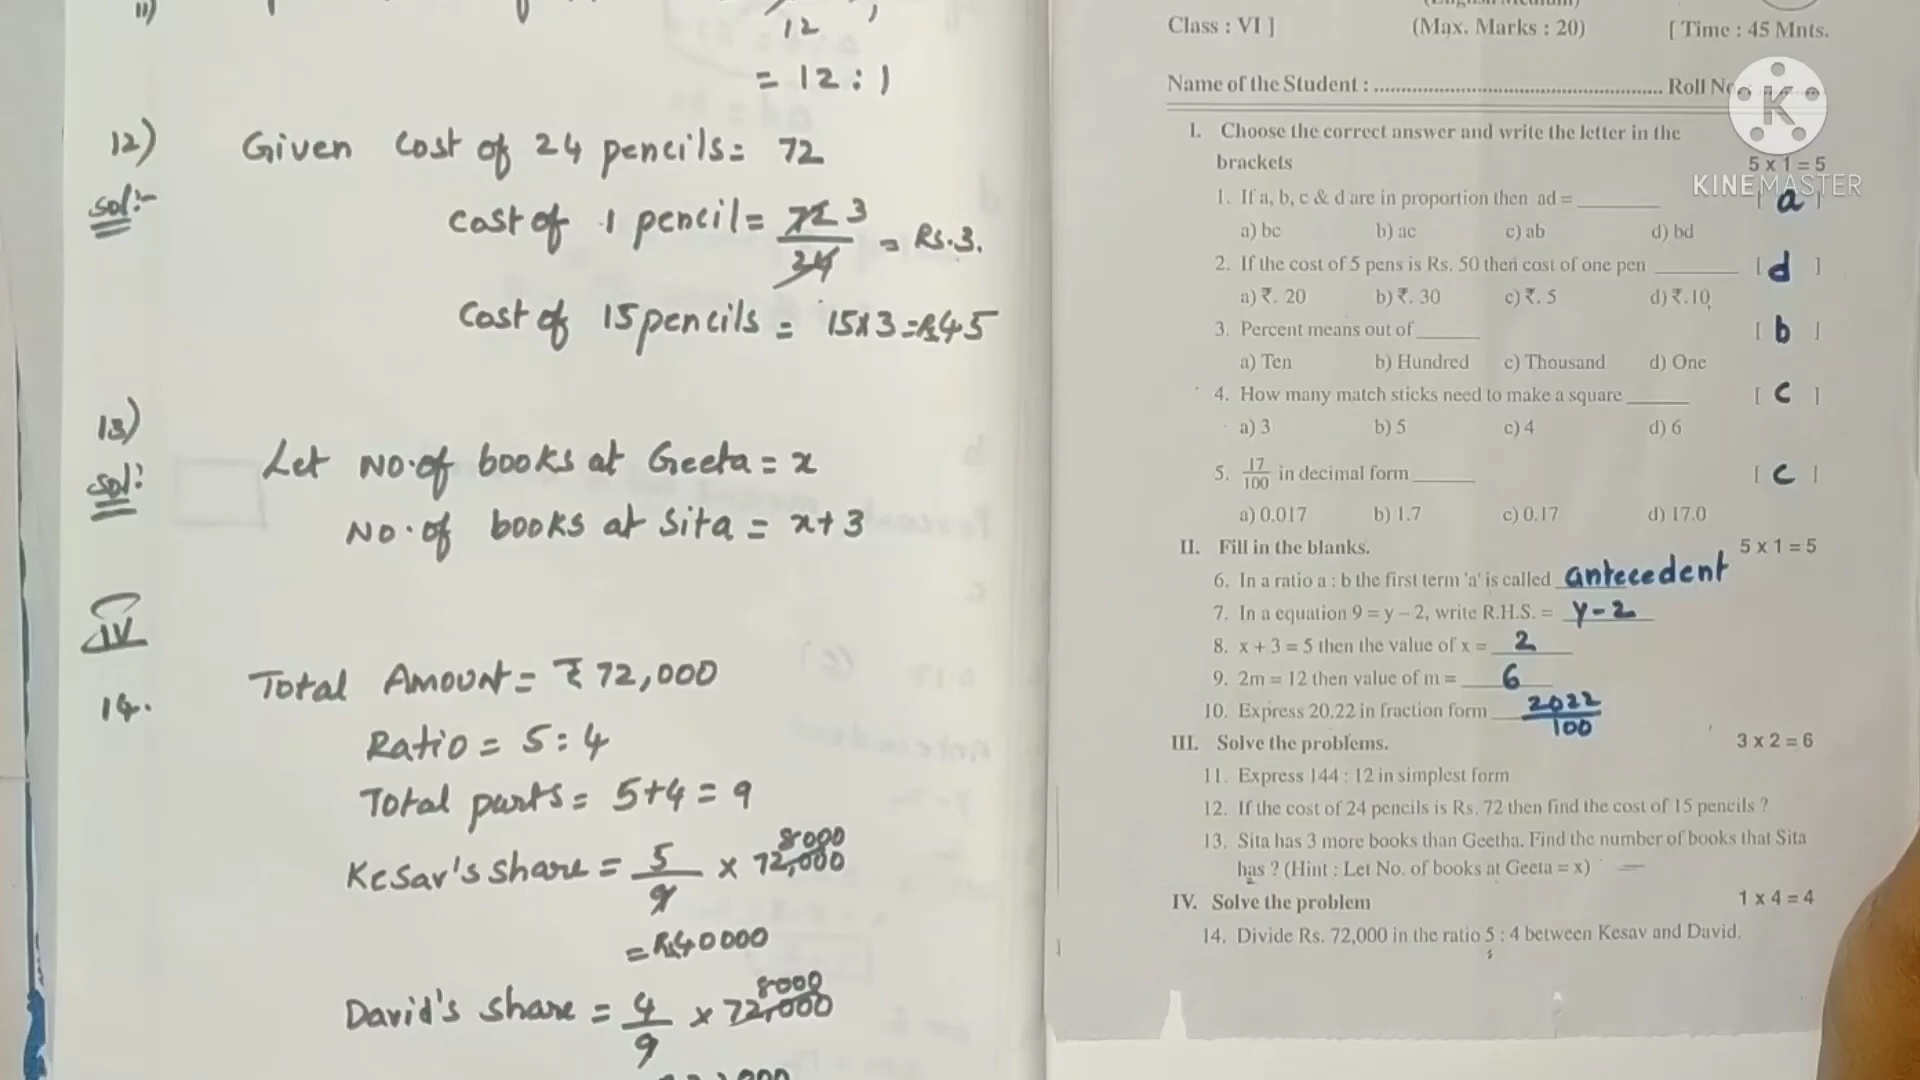 11)
12
= 12 : 1
12) Given cost of 24 pencils = 72
Sol:-
cost of 1 pencil = 72 3 / 24 = Rs. 3.
cost of 15 pencils = 15x3 = Rs45
13)
Sol:
Let No. of books at Geeta = x
No. of books at Sita = x+3
IV
14. Total Amount = ₹ 72,000
Ratio = 5 : 4
Total parts = 5+4 = 9
Kesav's share = 5/9 x 72,000 8000
= Rs40000
David's share = 4/9 x 72,000 8000
Class : VI ] (Max. Marks : 20) [ Time : 45 Mnts.
Name of the Student : ........................ Roll
K
KINEMASTER
I. Choose the correct answer and write the letter in the
brackets 5 x 1 = 5
1. If a, b, c & d are in proportion then ad = ______ [ a ]
a) bc b) ac c) ab d) bd
2. If the cost of 5 pens is Rs. 50 then cost of one pen ______ [ d ]
a) ₹. 20 b) ₹. 30 c) ₹. 5 d) ₹.10
3. Percent means out of ______ [ b ]
a) Ten b) Hundred c) Thousand d) One
4. How many match sticks need to make a square ______ [ c ]
a) 3 b) 5 c) 4 d) 6
5. 17/100 in decimal form ______ [ c ]
a) 0.017 b) 1.7 c) 0.17 d) 17.0
II. Fill in the blanks. 5 x 1 = 5
6. In a ratio a : b the first term 'a' is called antecedent
7. In a equation 9 = y – 2, write R.H.S. = y-2
8. x + 3 = 5 then the value of x = 2
9. 2m = 12 then value of m = 6
10. Express 20.22 in fraction form 2022/100
III. Solve the problems. 3 x 2 = 6
11. Express 144 : 12 in simplest form
12. If the cost of 24 pencils is Rs. 72 then find the cost of 15 pencils ?
13. Sita has 3 more books than Geetha. Find the number of books that Sita
has ? (Hint : Let No. of books at Geeta = x)
IV. Solve the problem 1 x 4 = 4
14. Divide Rs. 72,000 in the ratio 5 : 4 between Kesav and David.